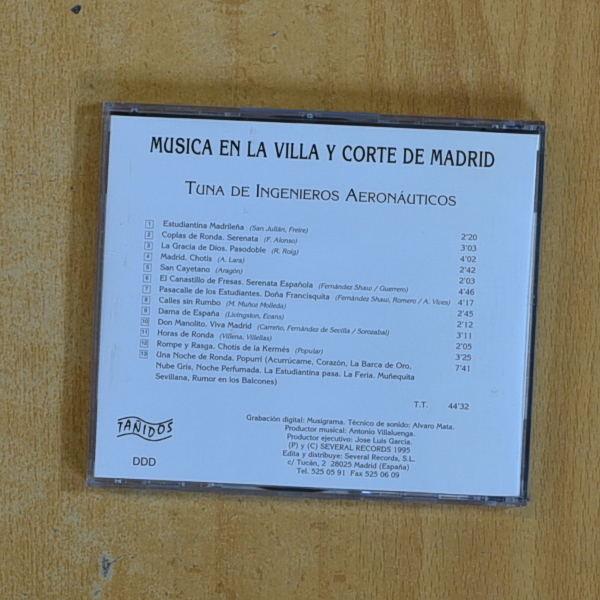 MUSICA EN LA VILLA Y CORTE DE MADRID
TUNA DE INGENIEROS AERONÁUTICOS
1 Estudiantina Madrileña (San Julián, Freire) 2'20
2 Coplas de Ronda. Serenata (F. Alonso) 3'03
3 La Gracia de Dios. Pasodoble (R. Roig) 4'02
4 Madrid. Chotis (A. Lara) 2'42
5 San Cayetano (Aragón) 2'03
6 El Canastillo de Fresas. Serenata Española (Fernández Shaw / Guerrero) 4'46
7 Pasacalle de los Estudiantes. Doña Francisquita (Fernández Shaw, Romero / A. Vives) 4'17
8 Calles sin Rumbo (M. Muñoz Molleda) 2'45
9 Dama de España (Livingston, Evans) 2'12
10 Don Manolito. Viva Madrid (Carreño, Fernández de Sevilla / Sorozabal) 3'11
11 Horas de Ronda (Villena, Villellas) 2'05
12 Rompe y Rasga. Chotis de la Kermés (Popular) 3'25
13 Una Noche de Ronda. Popurrí (Acurrúcame, Corazón, La Barca de Oro, 7'41
Nube Gris, Noche Perfumada. La Estudiantina pasa. La Feria. Muñequita
Sevillana, Rumor en los Balcones)
T.T. 44'32
Grabación digital: Musigrama. Técnico de sonido: Alvaro Mata.
Productor musical: Antonio Villaluenga.
Productor ejecutivo: Jose Luis García.
(P) y (C) SEVERAL RECORDS 1995
Edita y distribuye: Several Records, S.L.
c/ Tucán, 2 28025 Madrid (España)
Tel. 525 05 91 Fax 525 06 09
TAÑIDOS
DDD